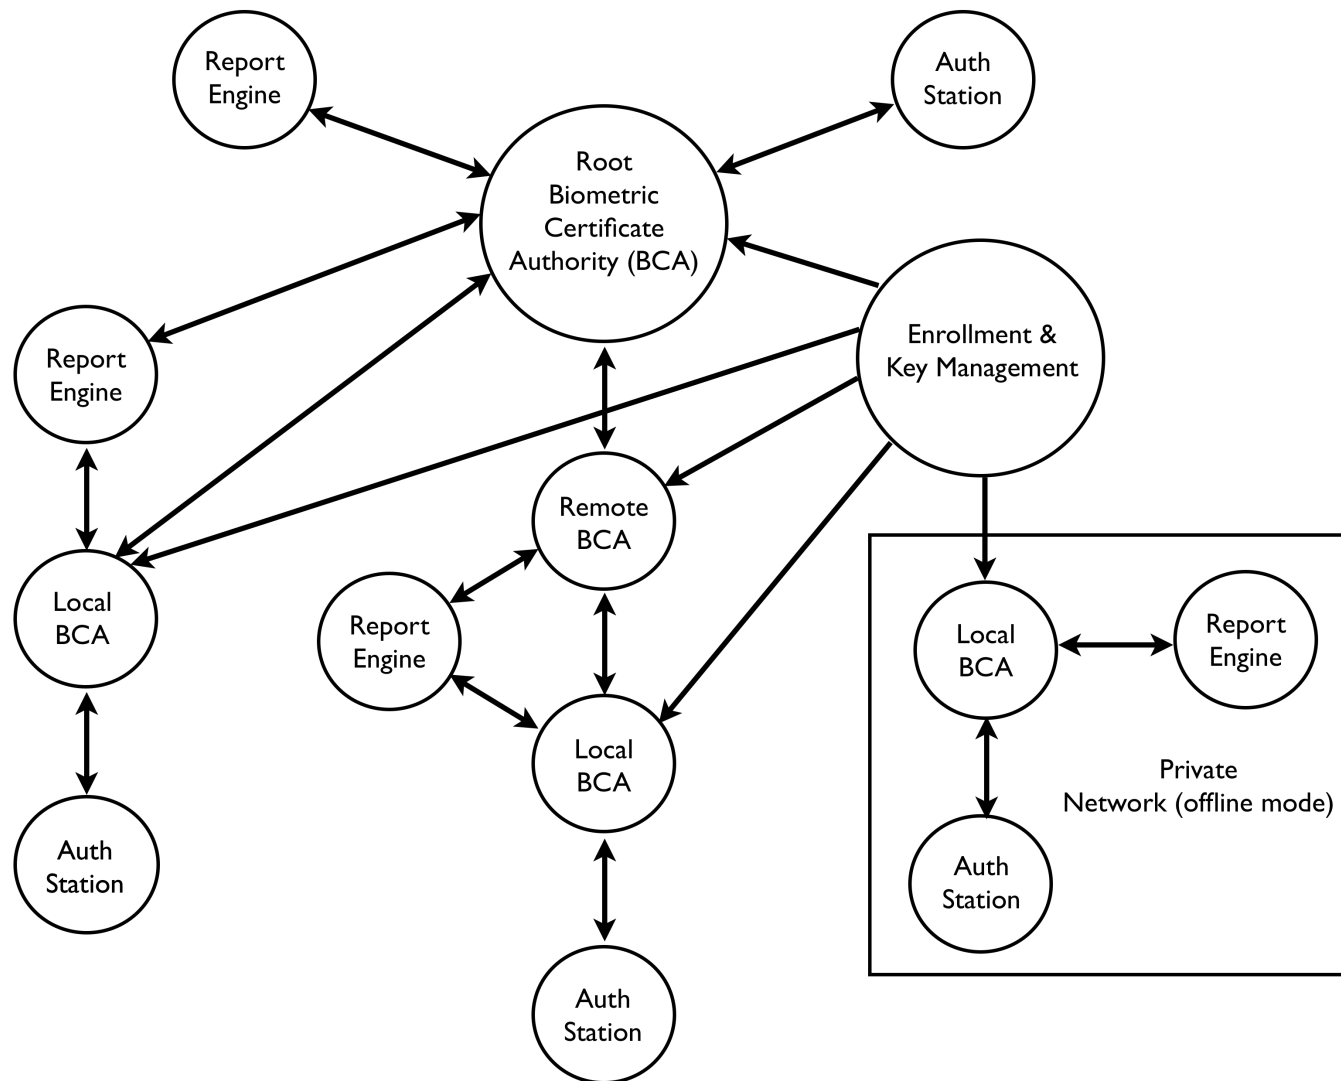 Report
Engine
Auth
Station
Root
Biometric
Certificate
Authority (BCA)
Enrollment &
Key Management
Report
Engine
Remote
BCA
Local
BCA
Report
Engine
Local
BCA
Report
Engine
Local
BCA
Private
Network (offline mode)
Auth
Station
Auth
Station
Auth
Station